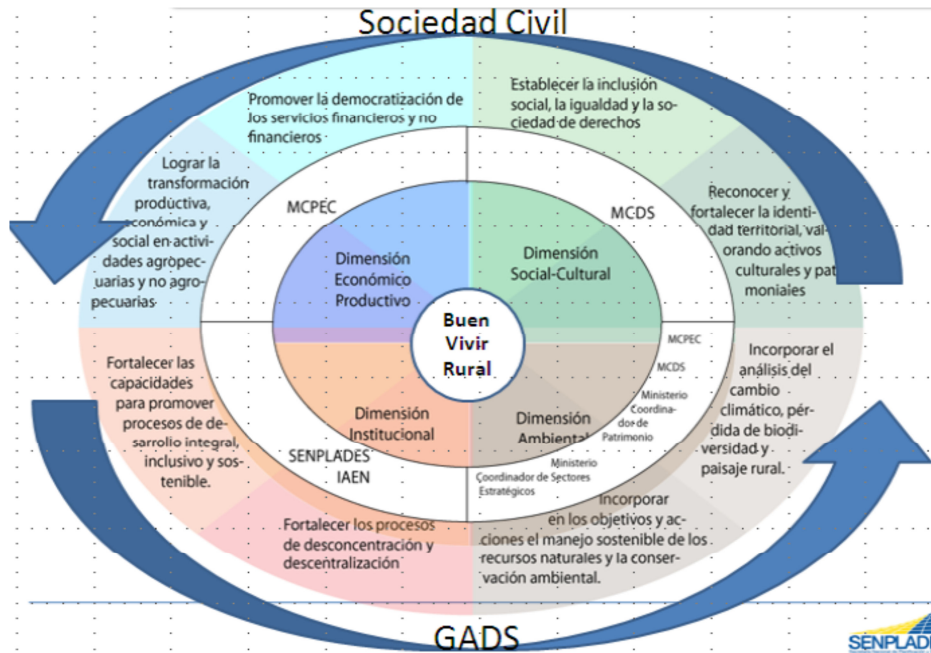 Sociedad Civil
Promover la democratización de
los servicios financieros y no
financieros
Establecer la inclusión
social, la igualdad y la so-
ciedad de derechos
Lograr la
transformación
productiva,
económica y
social en activi-
dades agropec-
uarias y no agro-
pecuarias
MCPEC
MCDS
Reconocer y
fortalecer la identi-
dad territorial, val-
orando activos
culturales y pat
moniales
Dimensión
Económico
Productivo
Dimensión
Social-Cultural
Buen
Vivir
Rural
Fortalecer las
capacidades
para promover
procesos de de-
sarrollo integral,
inclusivo y sos-
tenible.
Dimensión
Institucional
Dimensión
Ambiental
MCPEC
MCDS
Ministerio
Coordina-
dor de
Patrimonio
Ministerio
Coordinador de Sectores
Estratégicos
Incorporar el
análisis del
cambio
climático, pér-
dida de biodi-
versidad y
paisaje rural.
SENPLADES
IAEN
Fortalecer los procesos
de desconcentración y
descentralización
Incorporar
en los objetivos y ac-
ciones el manejo sostenible de los
recursos naturales y la conser-
vación ambiental.
GADS
SENPLADE